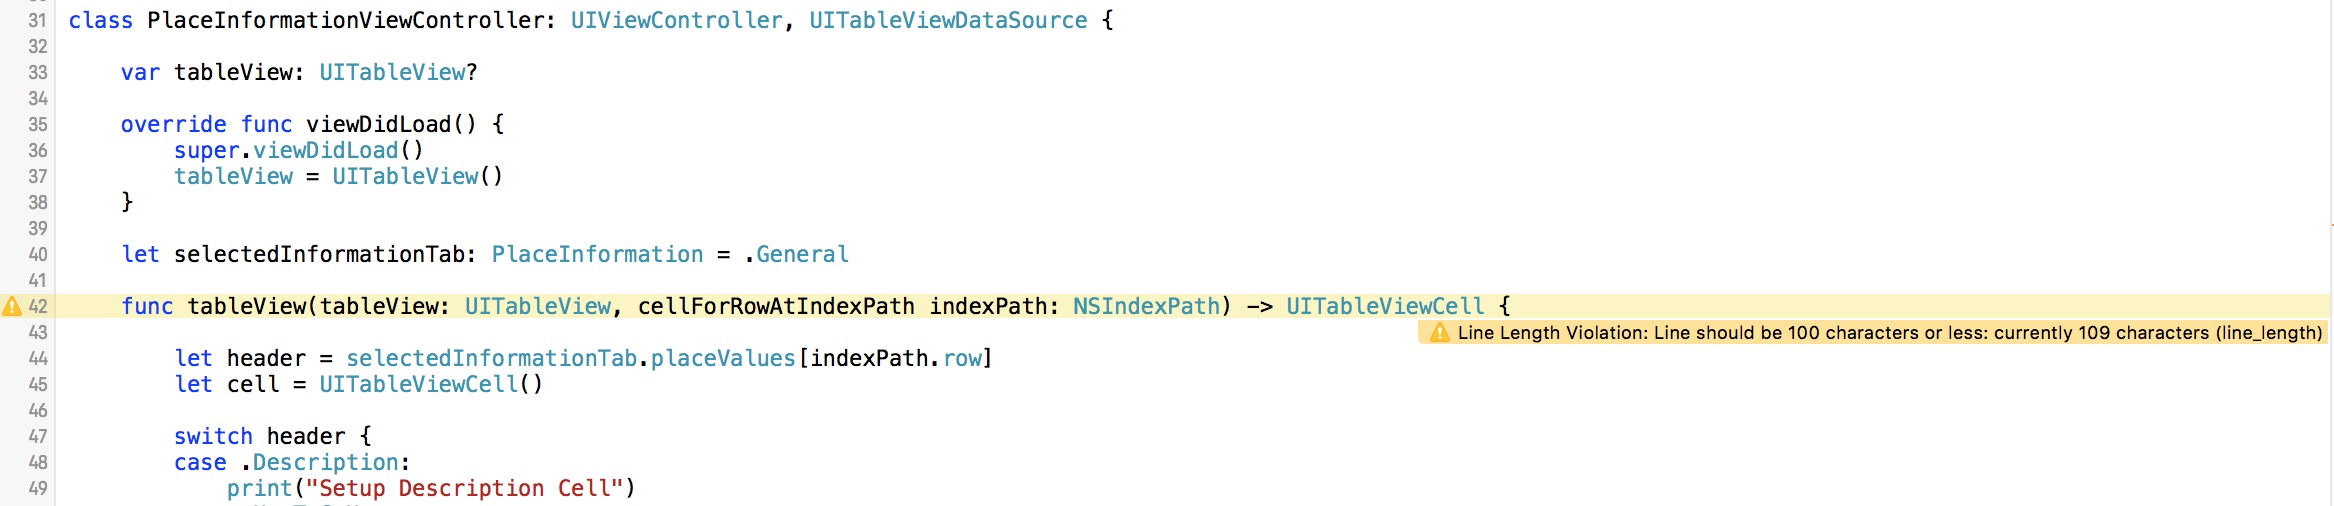 31 class PlaceInformationViewController: UIViewController, UITableViewDataSource {
32
33     var tableView: UITableView?
34
35     override func viewDidLoad() {
36         super.viewDidLoad()
37         tableView = UITableView()
38     }
39
40     let selectedInformationTab: PlaceInformation = .General
41
42     func tableView(tableView: UITableView, cellForRowAtIndexPath indexPath: NSIndexPath) -> UITableViewCell {
Line Length Violation: Line should be 100 characters or less: currently 109 characters (line_length)
43
44         let header = selectedInformationTab.placeValues[indexPath.row]
45         let cell = UITableViewCell()
46
47         switch header {
48         case .Description:
49             print("Setup Description Cell")